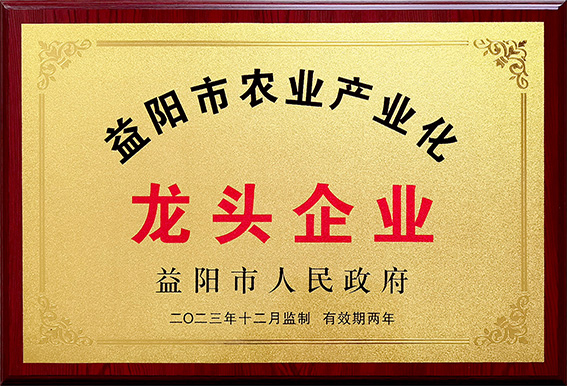 益阳市农业产业化
龙头企业
益阳市人民政府
二〇二三年十二月监制 有效期两年